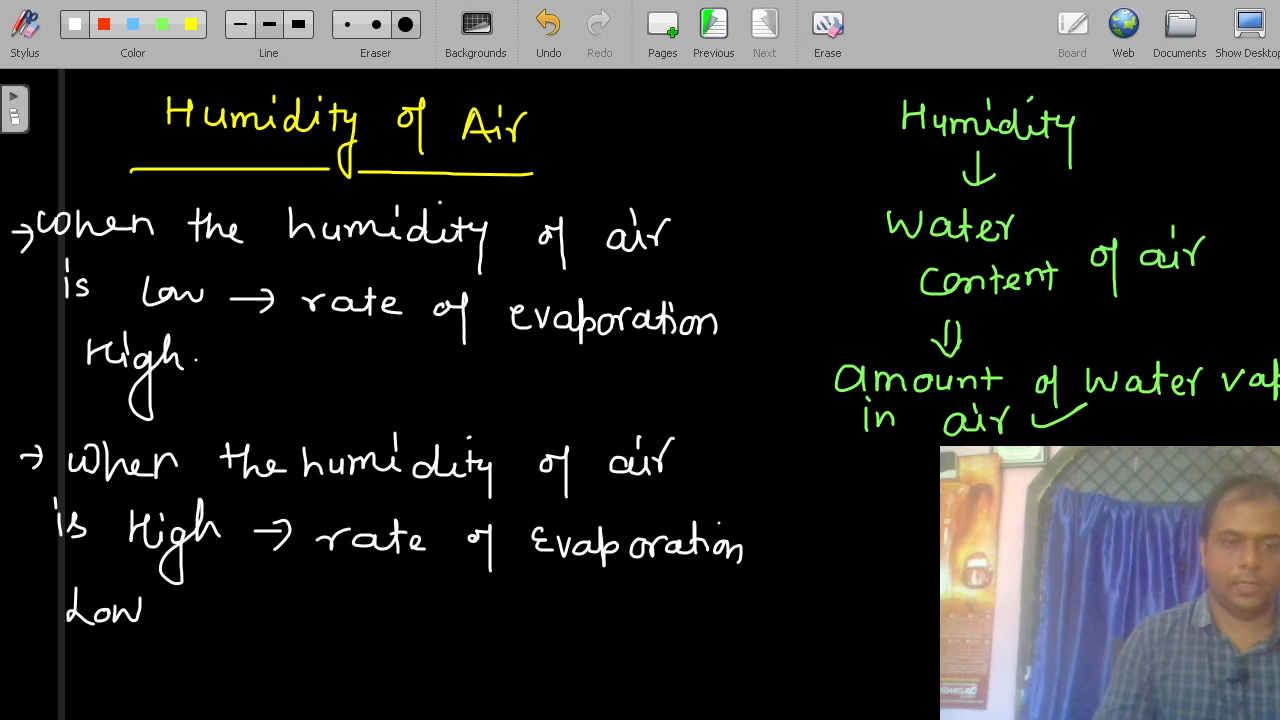 Stylus
Color
Line
Eraser
Backgrounds
Undo
Redo
Pages
Previous
Next
Erase
Board
Web
Documents
Show Desktop
Humidity of Air
→ When the humidity of air
is Low → rate of evaporation
High.
→ When the humidity of air
is High → rate of Evaporation
Low
Humidity
↓
Water
content of air
⇓
Amount of water vap
in air ✓